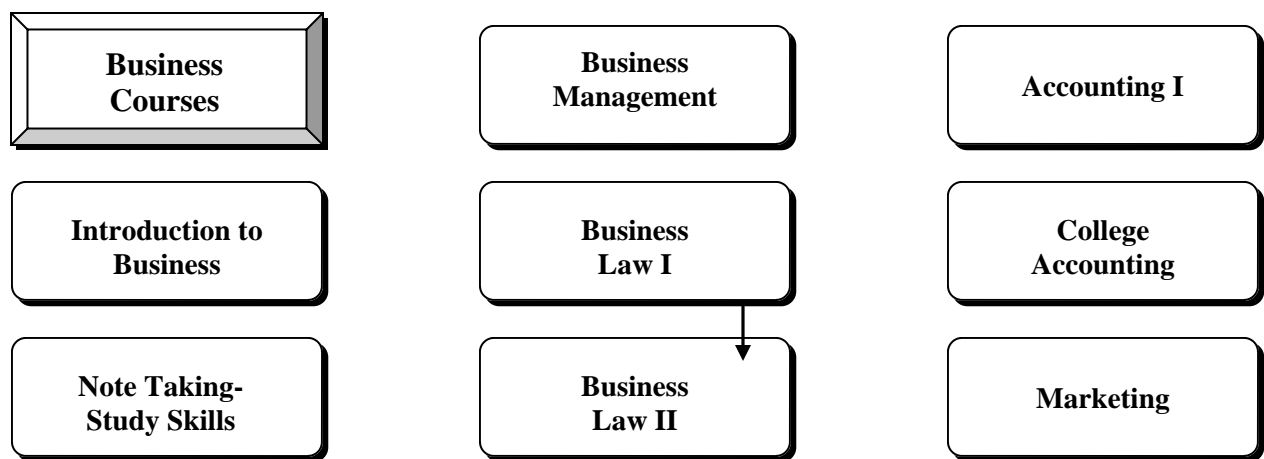 Business
Courses
Business
Management
Accounting I
Introduction to
Business
Business
Law I
College
Accounting
Note Taking-
Study Skills
Business
Law II
Marketing